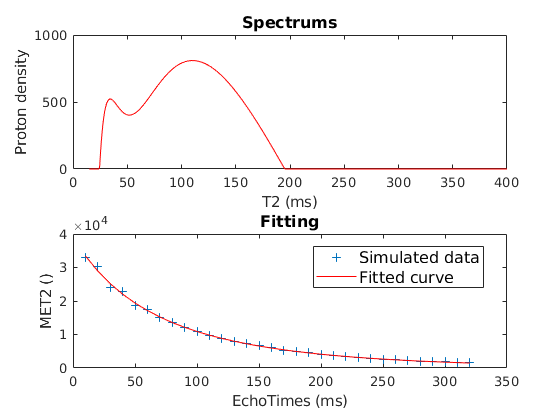 Spectrums
1000
500
0
Proton density
0 50 100 150 200 250 300 350 400
T2 (ms)
Fitting
×10⁴
4
3
2
1
0
MET2 ()
Simulated data
Fitted curve
0 50 100 150 200 250 300 350
EchoTimes (ms)